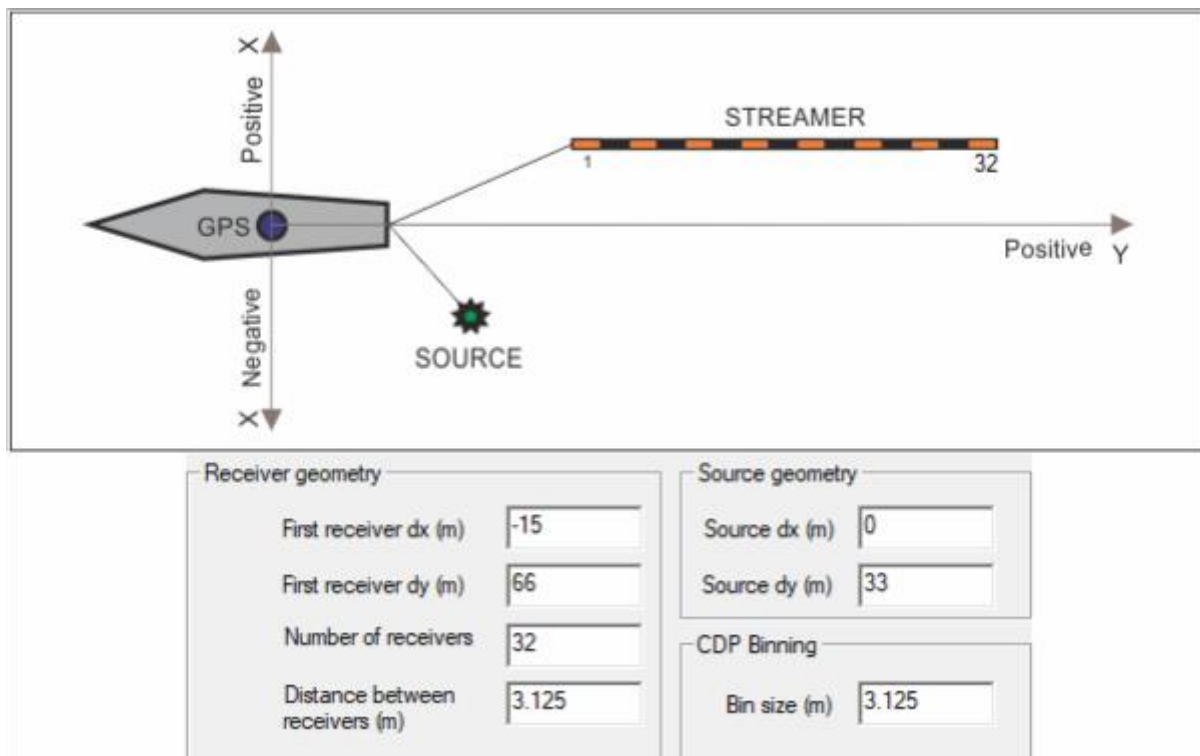 X
Positive
STREAMER
1
32
GPS
Positive Y
Negative
SOURCE
X
Receiver geometry
First receiver dx (m) -15
First receiver dy (m) 66
Number of receivers 32
Distance between
receivers (m) 3.125
Source geometry
Source dx (m) 0
Source dy (m) 33
CDP Binning
Bin size (m) 3.125